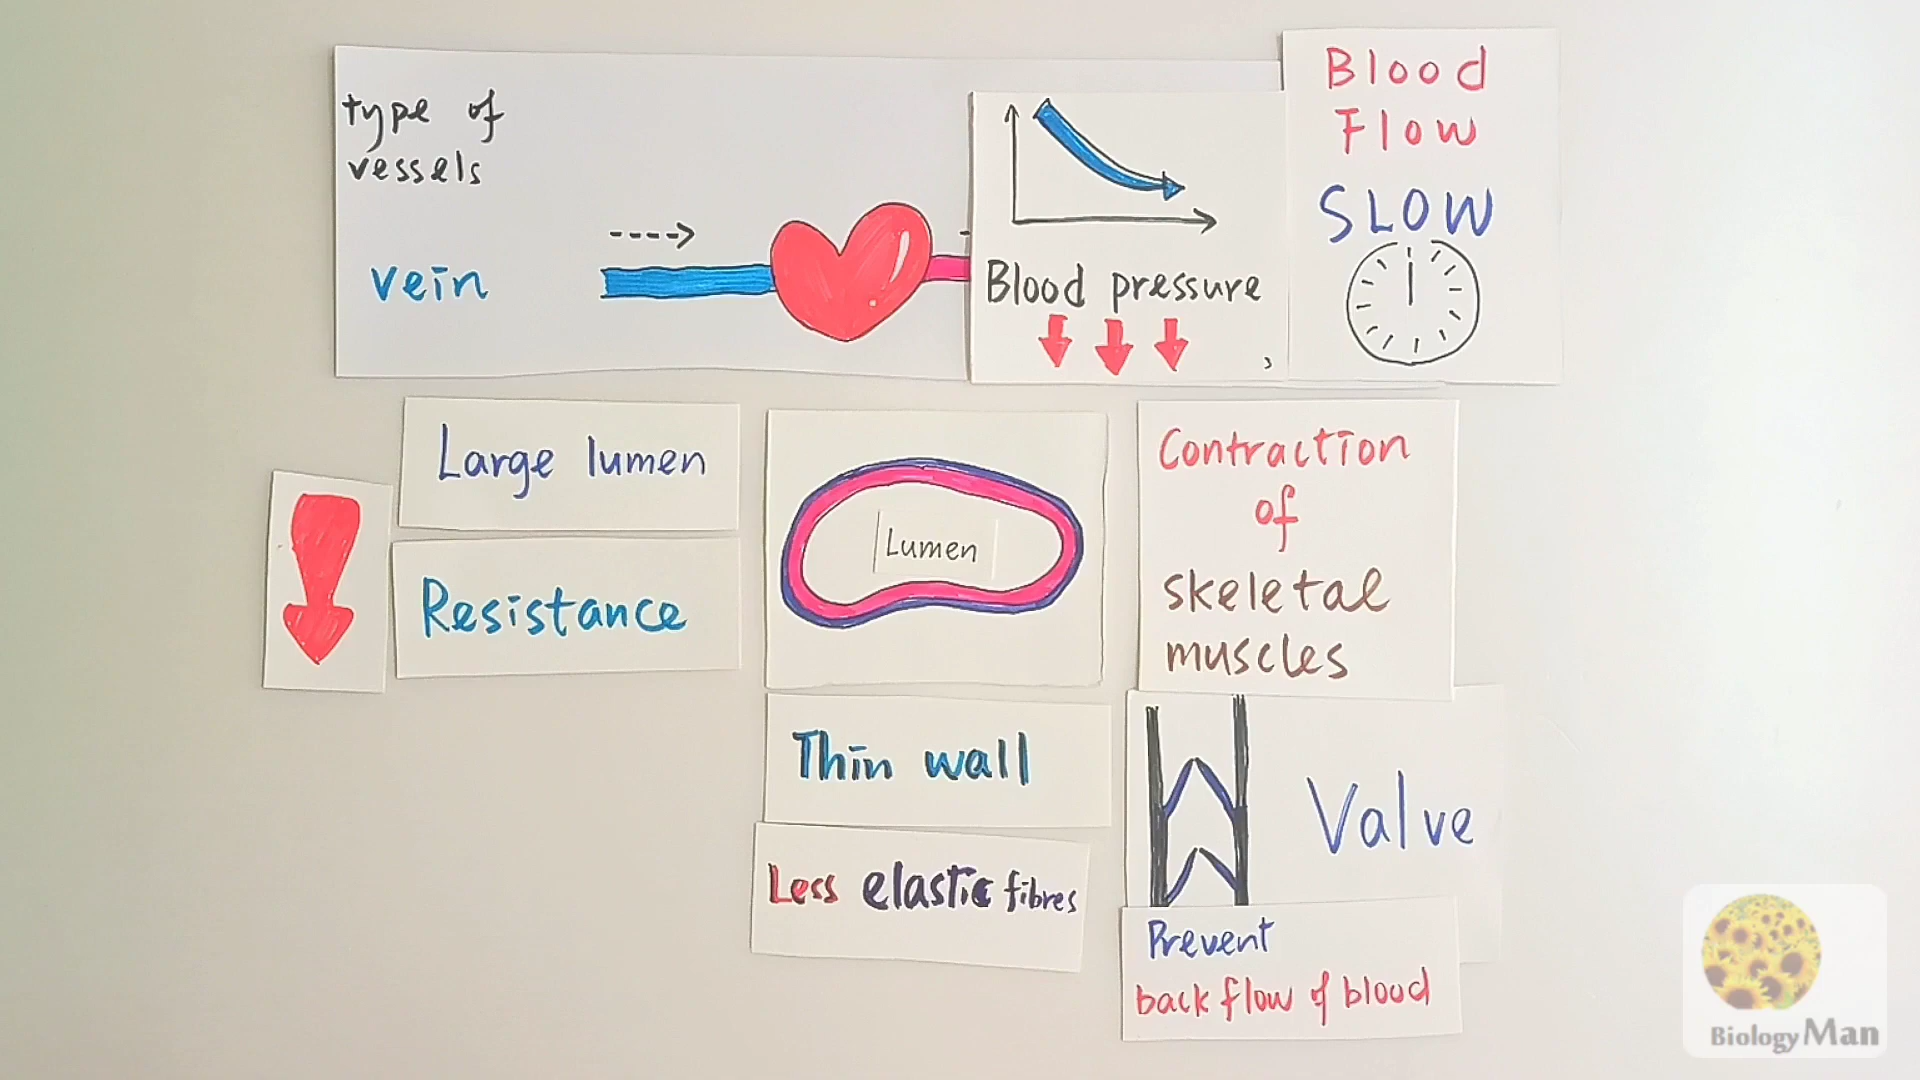 type of
vessels
vein
Blood pressure
Blood
Flow
SLOW
Large lumen
Resistance
Lumen
Thin wall
Less elastic fibres
Contraction
of
skeletal
muscles
Valve
Prevent
back flow of blood
Biology Man